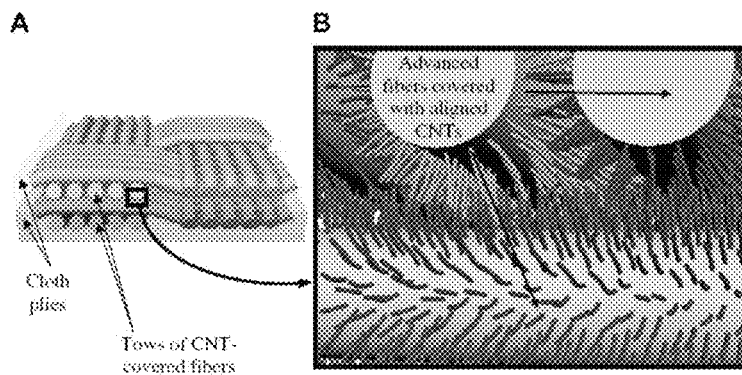 A
B
Advanced
fibers covered
with aligned
CNTs
Cloth
plies
Tows of CNT-
covered fibers